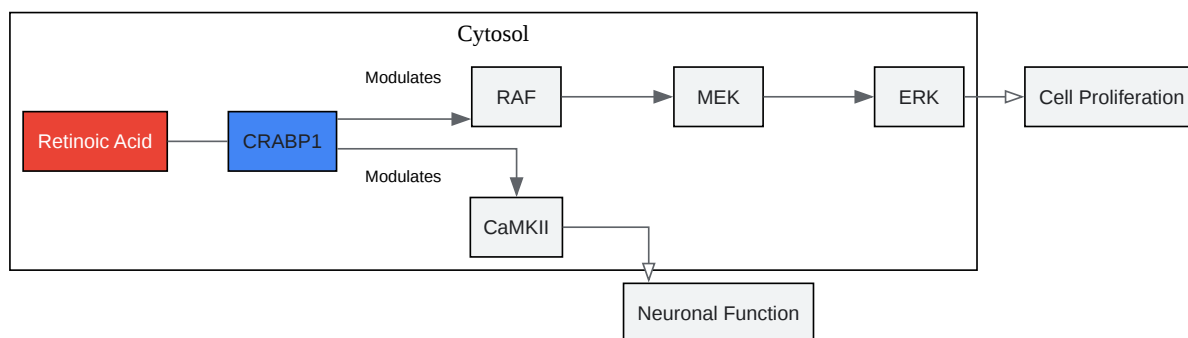 Cytosol
Modulates
RAF
MEK
ERK
Cell Proliferation
Retinoic Acid
CRABP1
Modulates
CaMKII
Neuronal Function